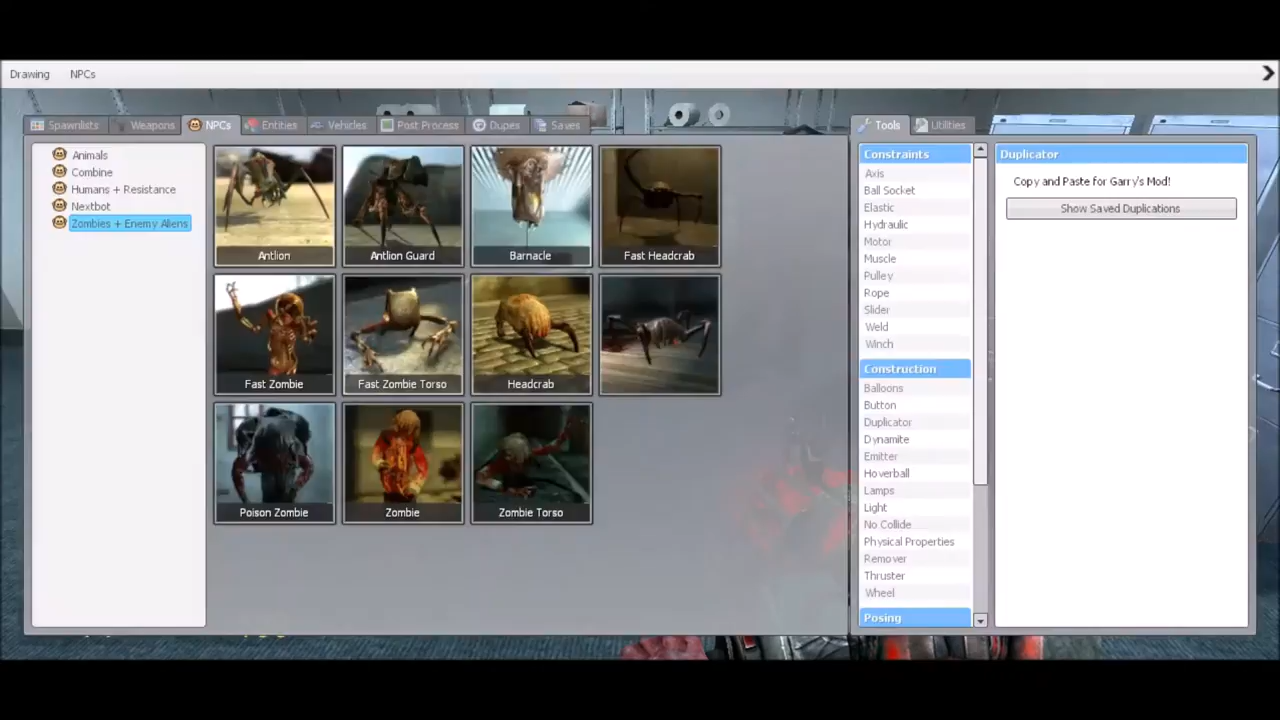 Drawing NPCs
Spawnlists Weapons NPCs Entities Vehicles Post Process Dupes Saves
Animals
Combine
Humans + Resistance
Nextbot
Zombies + Enemy Aliens
Antlion Antlion Guard Barnacle Fast Headcrab
Fast Zombie Fast Zombie Torso Headcrab
Poison Zombie Zombie Zombie Torso
Tools Utilities
Constraints
Axis
Ball Socket
Elastic
Hydraulic
Motor
Muscle
Pulley
Rope
Slider
Weld
Winch
Construction
Balloons
Button
Duplicator
Dynamite
Emitter
Hoverball
Lamps
Light
No Collide
Physical Properties
Remover
Thruster
Wheel
Posing
Duplicator
Copy and Paste for Garry's Mod!
Show Saved Duplications